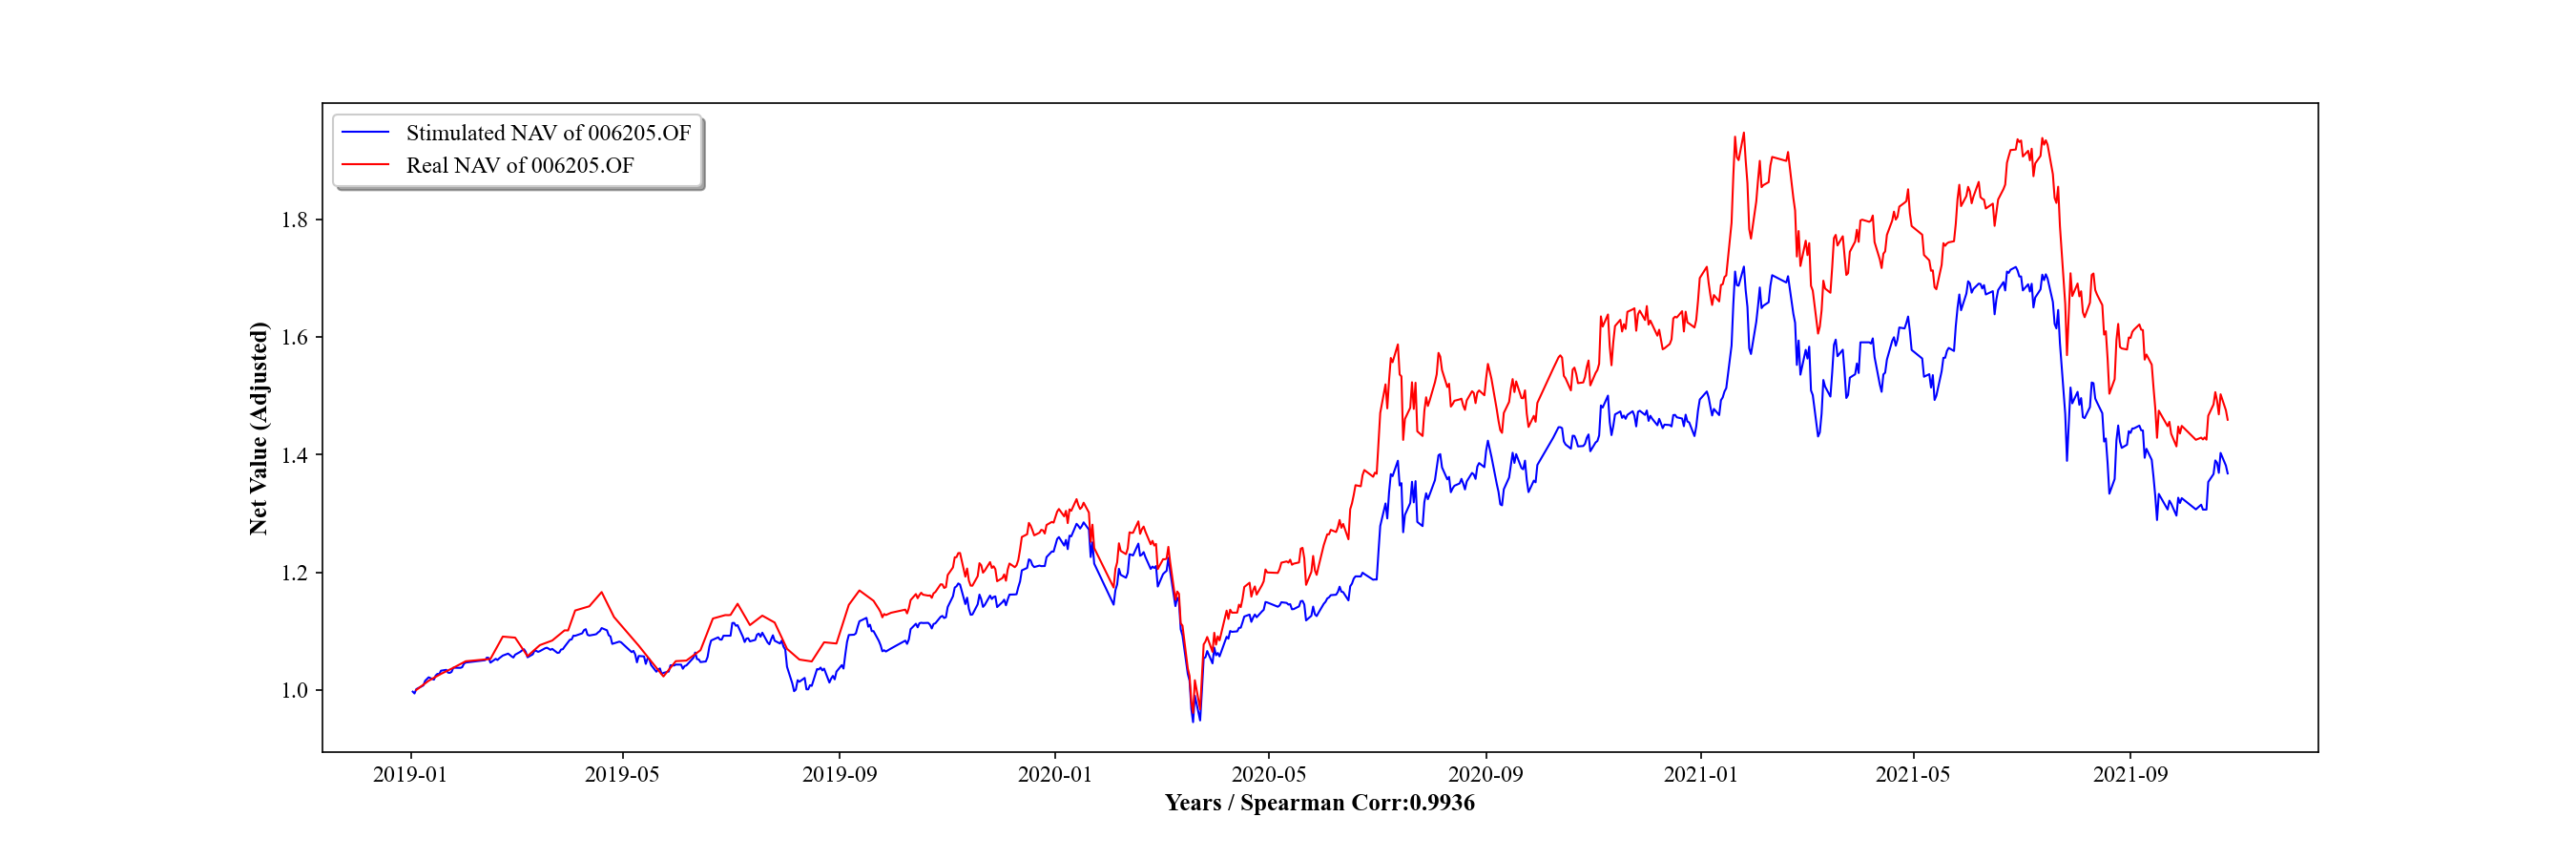 Stimulated NAV of 006205.OF
Real NAV of 006205.OF
Net Value (Adjusted)
1.8
1.6
1.4
1.2
1.0
2019-01 2019-05 2019-09 2020-01 2020-05 2020-09 2021-01 2021-05 2021-09
Years / Spearman Corr:0.9936